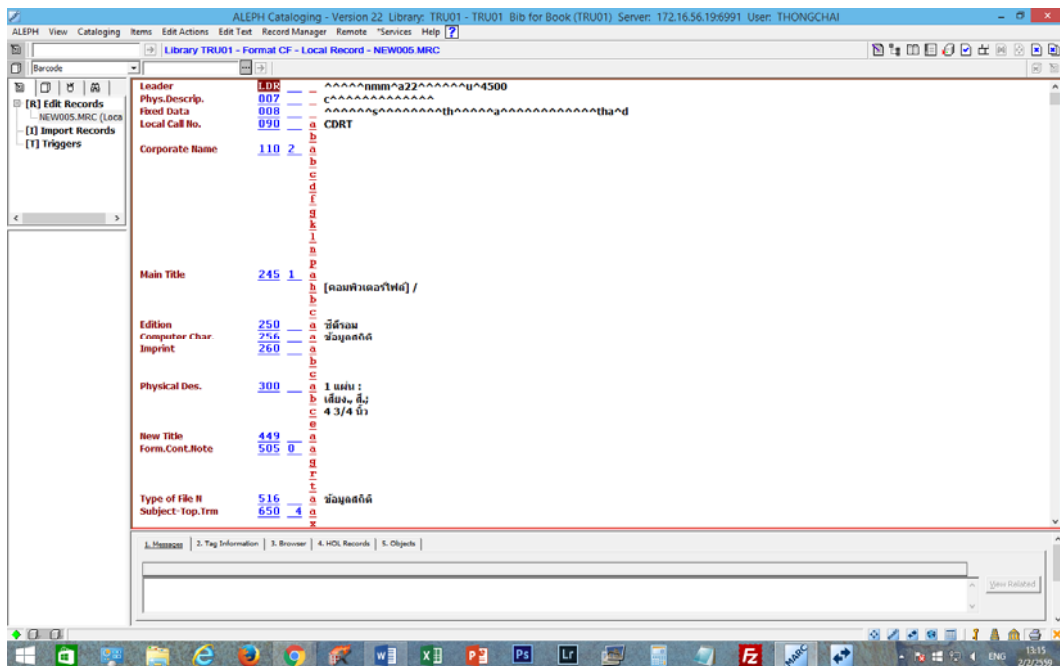 ALEPH Cataloging - Version 22 Library: TRU01 - TRU01 Bib for Book (TRU01) Server: 172.16.56.19:6991 User: THONGCHAI
ALEPH View Cataloging Items Edit Actions Edit Text Record Manager Remote "Services Help ?
Library TRU01 - Format CF - Local Record - NEW005.MRC
Barcode
[R] Edit Records
NEW005.MRC (Loca
[I] Import Records
[T] Triggers
Leader LDR ^^^^^nmm^a22^^^^^^u^4500
Phys.Descrip. 007 c^^^^^^^^^^^^^
Fixed Data 008 ^^^^^^s^^^^^^^^th^^^^^a^^^^^^^^^^^^tha^d
Local Call No. 090 a CDRT
b
Corporate Name 110 2 a
b
c
d
f
g
k
l
n
p
Main Title 245 1 a
h [คอมพิวเตอร์ไฟล์] /
b
c
Edition 250 a ซีดีรอม
Computer Char. 256 a ข้อมูลสถิติ
Imprint 260 a
b
c
Physical Des. 300 a 1 แผ่น :
b เสียง., สี.;
c 4 3/4 นิ้ว
e
New Title 449 a
Form.Cont.Note 505 0 a
g
r
t
Type of File N 516 a ข้อมูลสถิติ
Subject-Top.Trm 650 4 a
x
1. Messages 2. Tag Information 3. Browser 4. HOL Records 5. Objects
View Related
13:15
ENG
2/2/2559